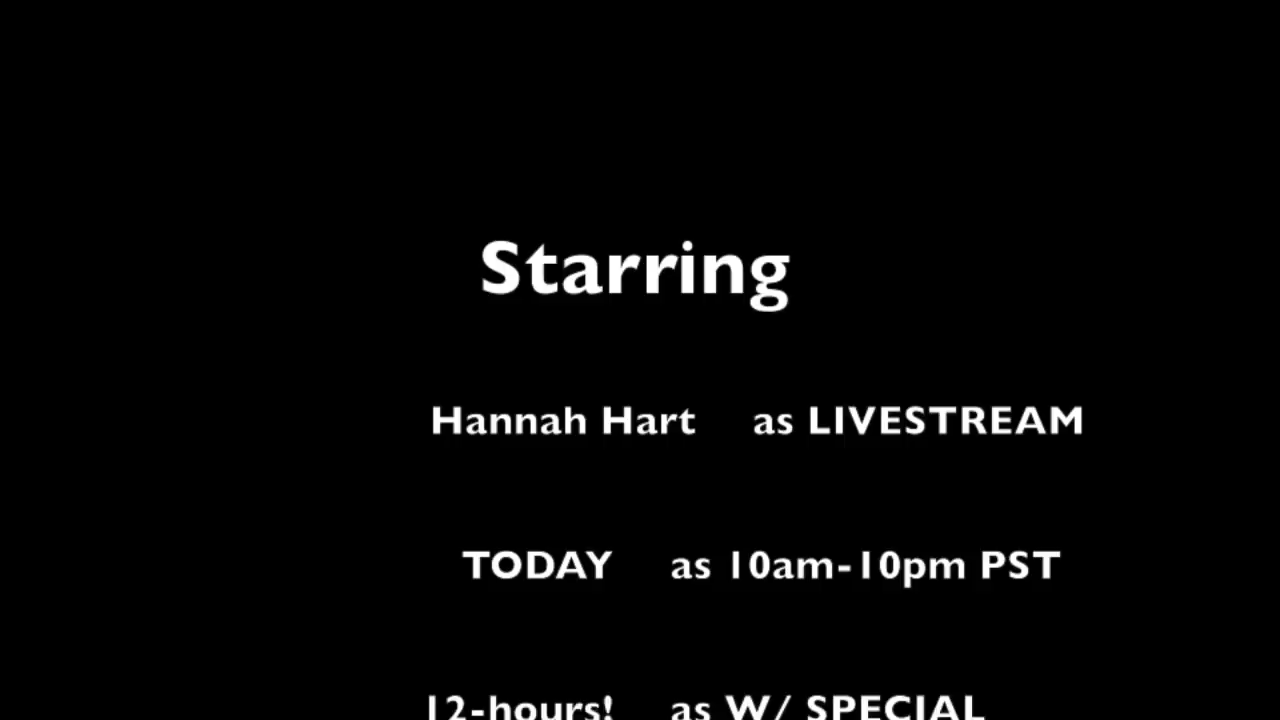 Starring
Hannah Hart as LIVESTREAM
TODAY as 10am-10pm PST
12-hours! as W/ SPECIAL